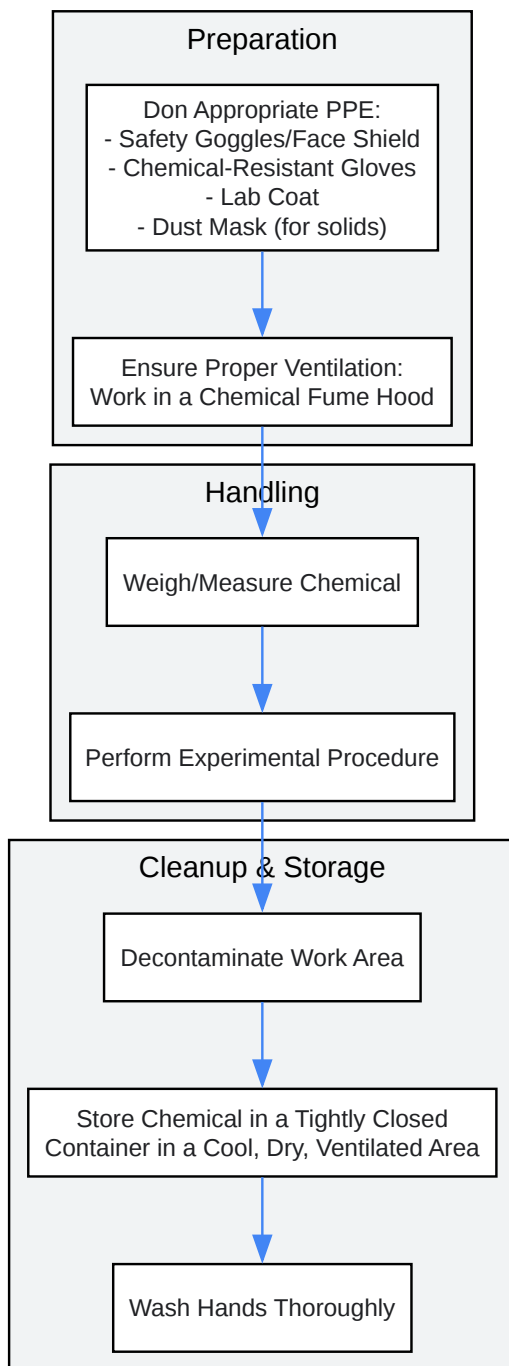 Preparation
Don Appropriate PPE:
- Safety Goggles/Face Shield
- Chemical-Resistant Gloves
- Lab Coat
- Dust Mask (for solids)
Ensure Proper Ventilation:
Work in a Chemical Fume Hood
Handling
Weigh/Measure Chemical
Perform Experimental Procedure
Cleanup & Storage
Decontaminate Work Area
Store Chemical in a Tightly Closed
Container in a Cool, Dry, Ventilated Area
Wash Hands Thoroughly